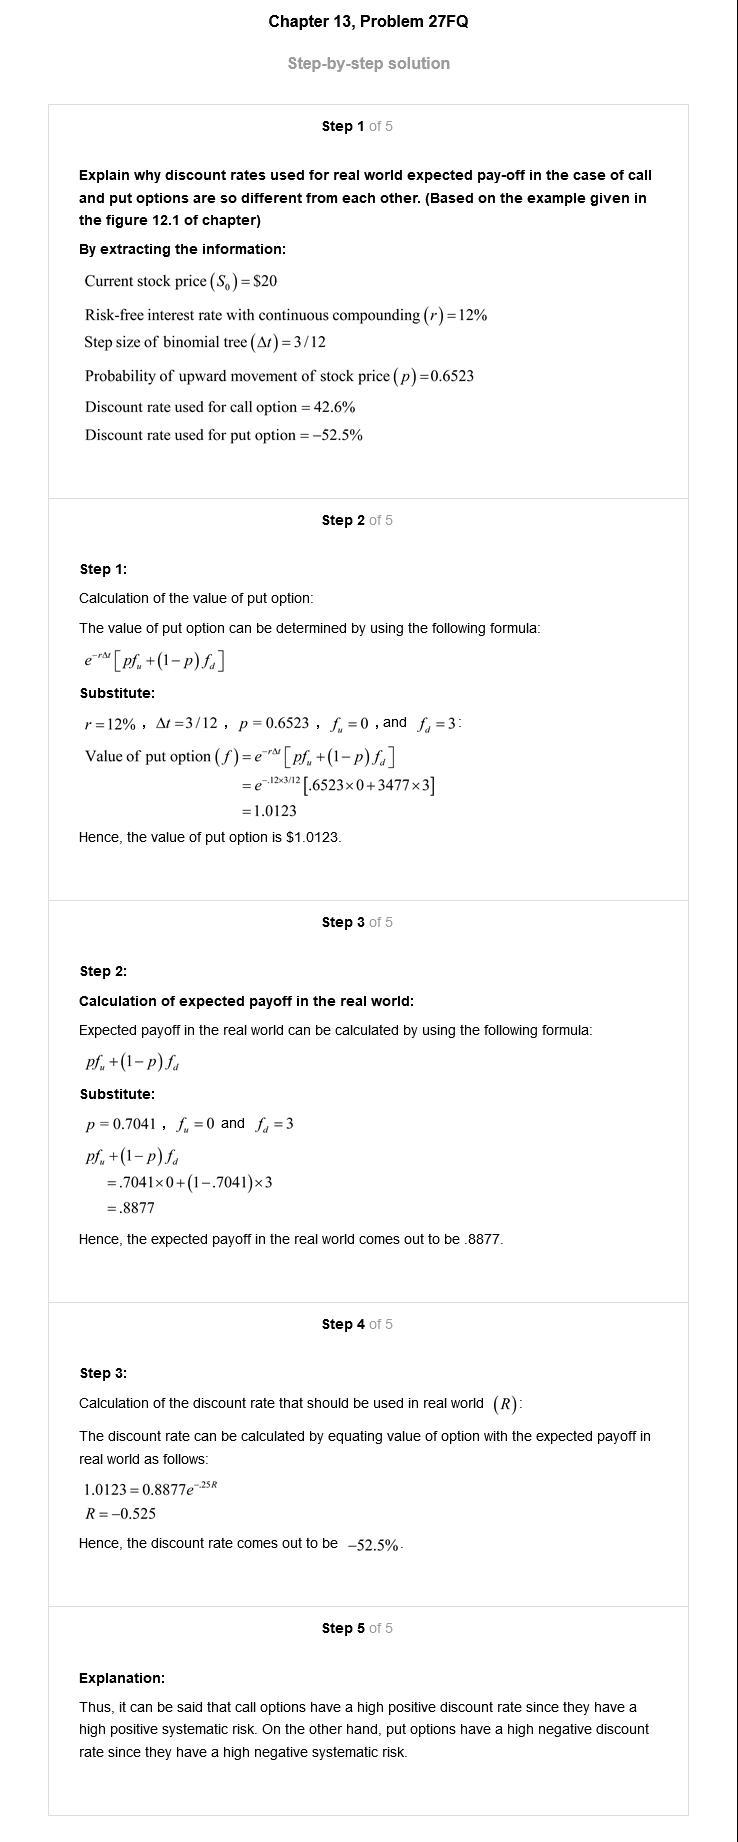 Chapter 13, Problem 27FQ
Step-by-step solution
Step 1 of 5
Explain why discount rates used for real world expected pay-off in the case of call
and put options are so different from each other. (Based on the example given in
the figure 12.1 of chapter)
By extracting the information:
Current stock price (S₀) = $20
Risk-free interest rate with continuous compounding (r) = 12%
Step size of binomial tree (Δt) = 3/12
Probability of upward movement of stock price (p) = 0.6523
Discount rate used for call option = 42.6%
Discount rate used for put option = –52.5%
Step 2 of 5
Step 1:
Calculation of the value of put option:
The value of put option can be determined by using the following formula:
e^{-rΔt} [pf_u + (1 − p) f_d]
Substitute:
r = 12% , Δt = 3/12 , p = 0.6523 , f_u = 0 , and f_d = 3:
Value of put option (f) = e^{-rΔt} [pf_u + (1 − p) f_d]
= e^{-.12×3/12} [.6523×0 + 3477×3]
= 1.0123
Hence, the value of put option is $1.0123.
Step 3 of 5
Step 2:
Calculation of expected payoff in the real world:
Expected payoff in the real world can be calculated by using the following formula:
pf_u + (1 − p) f_d
Substitute:
p = 0.7041 , f_u = 0 and f_d = 3
pf_u + (1 − p) f_d
= .7041×0 + (1 − .7041)×3
= .8877
Hence, the expected payoff in the real world comes out to be .8877.
Step 4 of 5
Step 3:
Calculation of the discount rate that should be used in real world (R):
The discount rate can be calculated by equating value of option with the expected payoff in
real world as follows:
1.0123 = 0.8877e^{-.25R}
R = −0.525
Hence, the discount rate comes out to be −52.5%.
Step 5 of 5
Explanation:
Thus, it can be said that call options have a high positive discount rate since they have a
high positive systematic risk. On the other hand, put options have a high negative discount
rate since they have a high negative systematic risk.